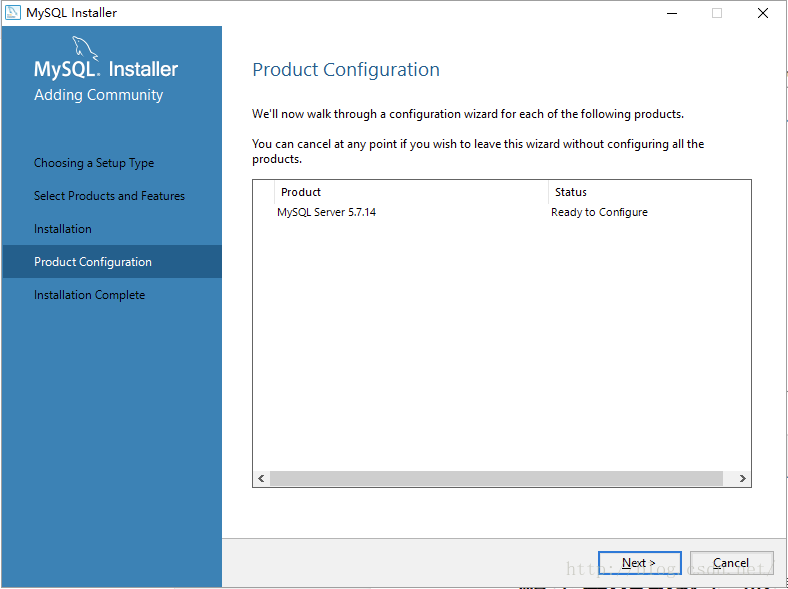 MySQL Installer
MySQL. Installer
Adding Community
Choosing a Setup Type
Select Products and Features
Installation
Product Configuration
Installation Complete
Product Configuration
We'll now walk through a configuration wizard for each of the following products.
You can cancel at any point if you wish to leave this wizard without configuring all the
products.
Product Status
MySQL Server 5.7.14 Ready to Configure
Next > Cancel
http://blog.csdn.net/